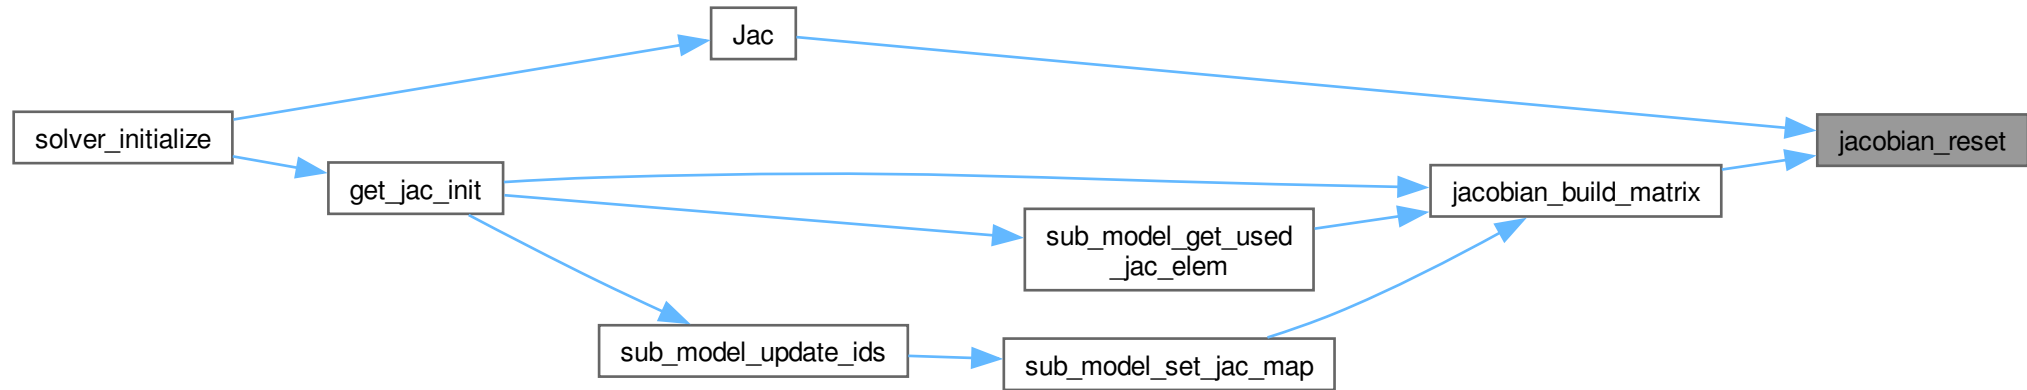 Jac
solver_initialize
jacobian_reset
get_jac_init
jacobian_build_matrix
sub_model_get_used
_jac_elem
sub_model_update_ids
sub_model_set_jac_map